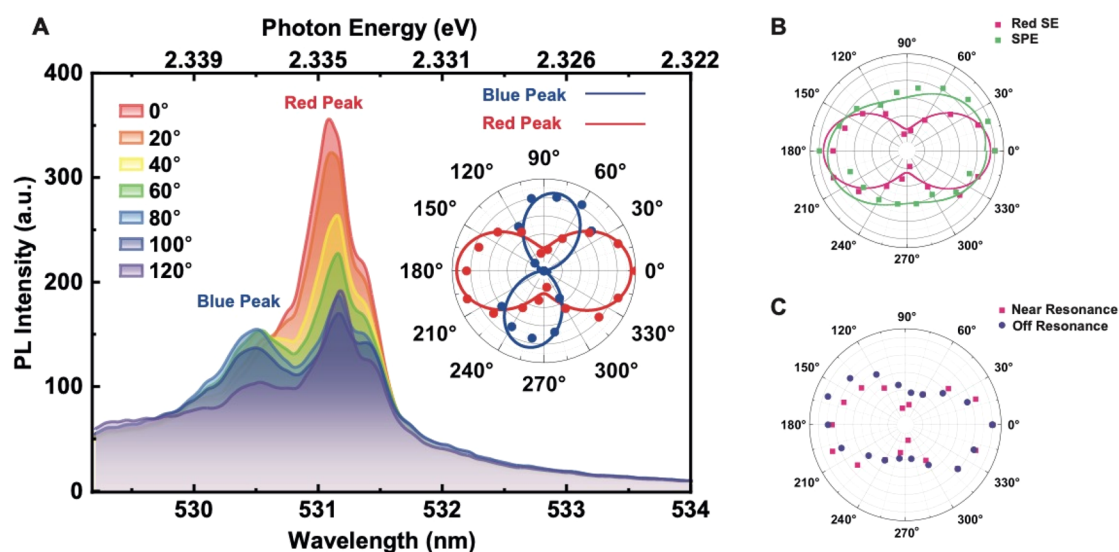 A
Photon Energy (eV)
2.339 2.335 2.331 2.326 2.322
400
300
200
100
0
PL Intensity (a.u.)
0°
20°
40°
60°
80°
100°
120°
Red Peak
Blue Peak
Blue Peak
Red Peak
90°
120° 60°
150° 30°
180° 0°
210° 330°
240° 300°
270°
530 531 532 533 534
Wavelength (nm)
B
Red SE
SPE
90°
120° 60°
150° 30°
180° 0°
210° 330°
240° 300°
270°
C
Near Resonance
Off Resonance
90°
120° 60°
150° 30°
180° 0°
210° 330°
240° 300°
270°